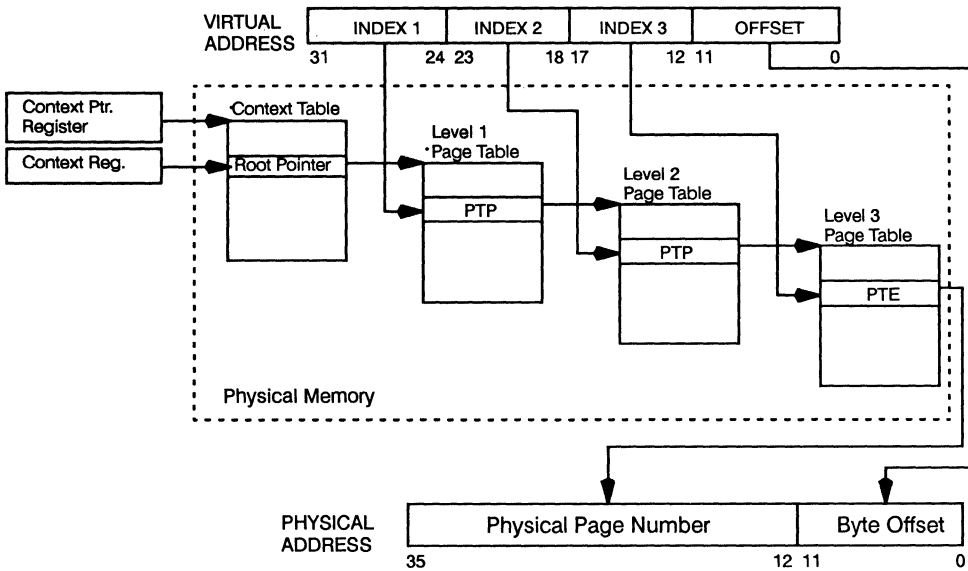 VIRTUAL
ADDRESS
INDEX 1 INDEX 2 INDEX 3 OFFSET
31 24 23 18 17 12 11 0
Context Ptr.
Register
Context Reg.
Context Table
Root Pointer
Level 1
Page Table
PTP
Level 2
Page Table
PTP
Level 3
Page Table
PTE
Physical Memory
PHYSICAL
ADDRESS
Physical Page Number Byte Offset
35 12 11 0